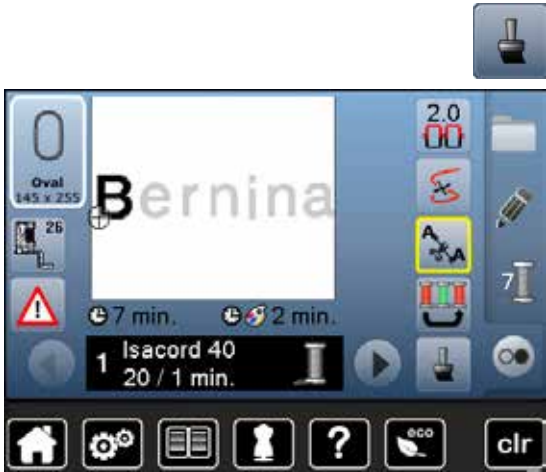 2.0
Oval
145 x 255
Bernina
26
A
A
7
7 min.
2 min.
1
Isacord 40
20 / 1 min.
?
eco
clr